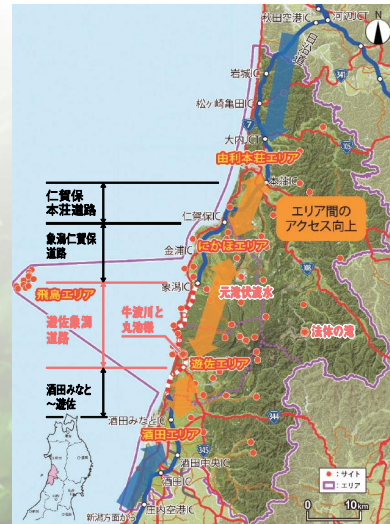 N
秋田空港IC
河辺JCT
岩城IC
341
松ヶ崎亀田IC
7
大内JCT
105
由利本荘エリア
本荘IC
仁賀保
本荘道路
エリア間の
アクセス向上
仁賀保IC
象潟仁賀保
道路
金浦IC
にかほエリア
108
象潟IC
飛島エリア
元滝伏流水
遊佐象潟
道路
牛渡川と
丸池様
法体の滝
遊佐エリア
酒田みなと
～遊佐
酒田みなとIC
344
酒田エリア
345
酒田中央IC
酒田IC
庄内空港IC
新潟方面から
：サイト
：エリア
0 10km